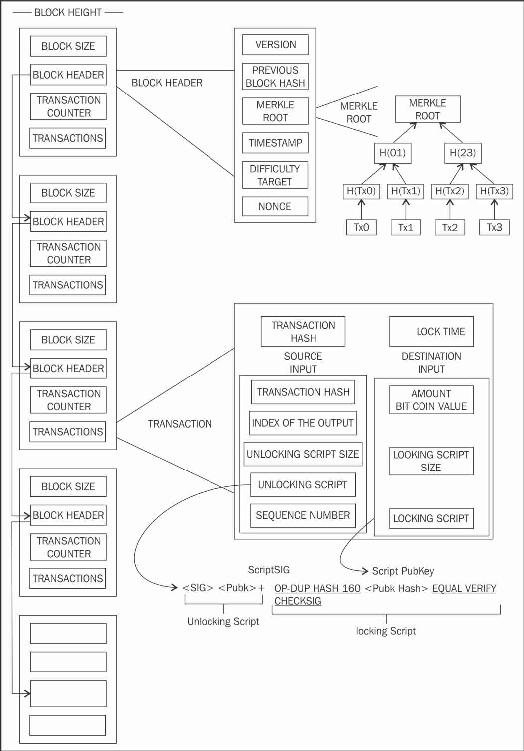 BLOCK HEIGHT
BLOCK SIZE
BLOCK HEADER
TRANSACTION
COUNTER
TRANSACTIONS
BLOCK HEADER
VERSION
PREVIOUS
BLOCK HASH
MERKLE
ROOT
TIMESTAMP
DIFFICULTY
TARGET
NONCE
MERKLE
ROOT
MERKLE
ROOT
H(01)
H(23)
H(Tx0)
H(Tx1)
H(Tx2)
H(Tx3)
Tx0
Tx1
Tx2
Tx3
BLOCK SIZE
BLOCK HEADER
TRANSACTION
COUNTER
TRANSACTIONS
BLOCK SIZE
BLOCK HEADER
TRANSACTION
COUNTER
TRANSACTIONS
TRANSACTION
TRANSACTION
HASH
LOCK TIME
SOURCE
INPUT
DESTINATION
INPUT
TRANSACTION HASH
INDEX OF THE OUTPUT
UNLOCKING SCRIPT SIZE
UNLOCKING SCRIPT
SEQUENCE NUMBER
AMOUNT
BIT COIN VALUE
LOOKING SCRIPT
SIZE
LOCKING SCRIPT
BLOCK SIZE
BLOCK HEADER
TRANSACTION
COUNTER
TRANSACTIONS
ScriptSIG
Script PubKey
<SIG> <Pubk>+ OP-DUP HASH 160 <Pubk Hash> EQUAL VERIFY
CHECKSIG
Unlocking Script
locking Script